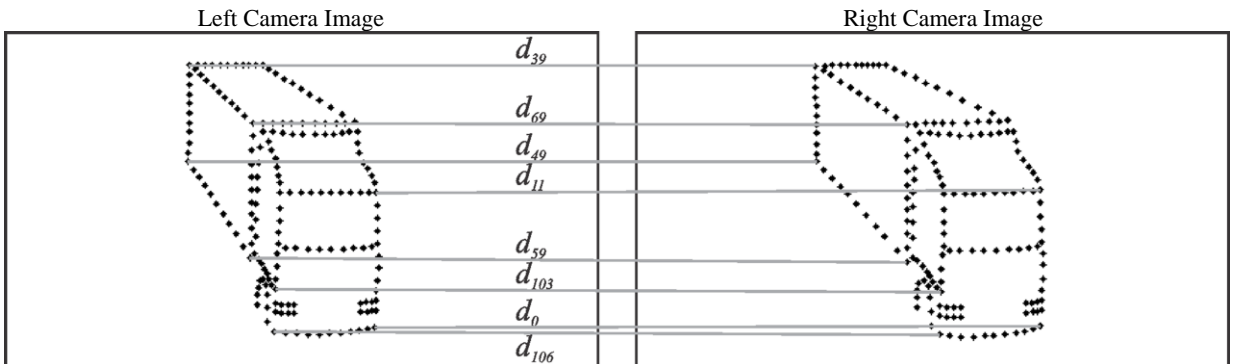 Left Camera Image
Right Camera Image
d39
d69
d49
d11
d59
d103
d0
d106